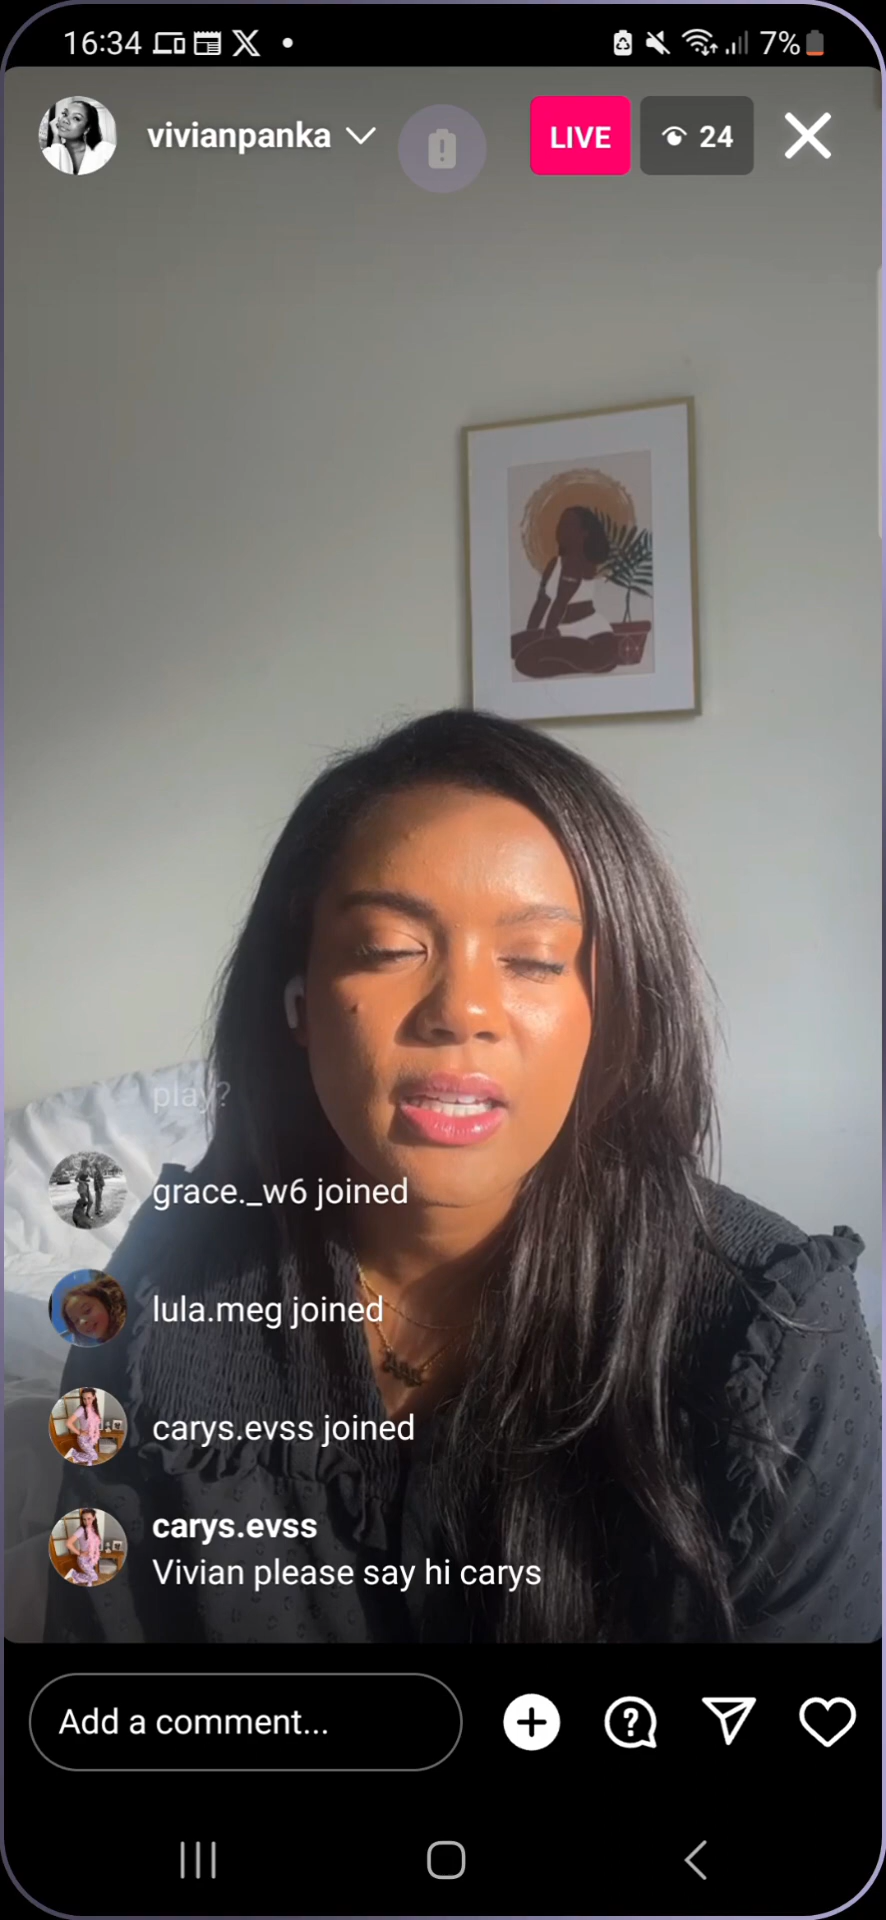 16:34
7%
vivianpanka
LIVE
24
play?
grace._w6 joined
lula.meg joined
carys.evss joined
carys.evss
Vivian please say hi carys
Add a comment...